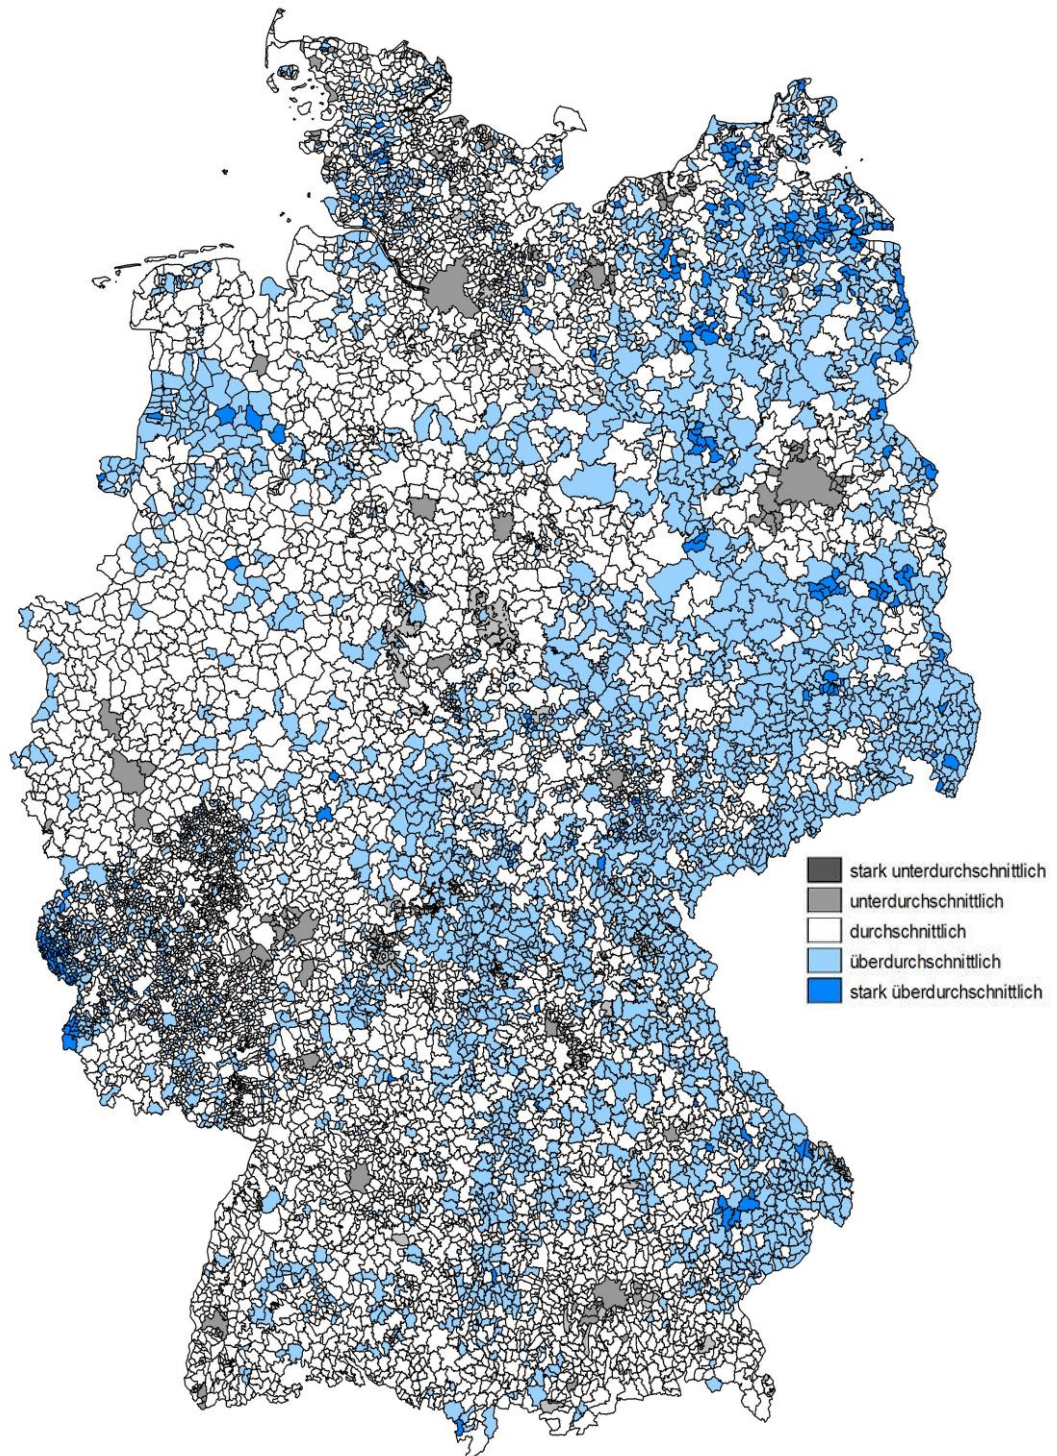 stark unterdurchschnittlich
unterdurchschnittlich
durchschnittlich
überdurchschnittlich
stark überdurchschnittlich